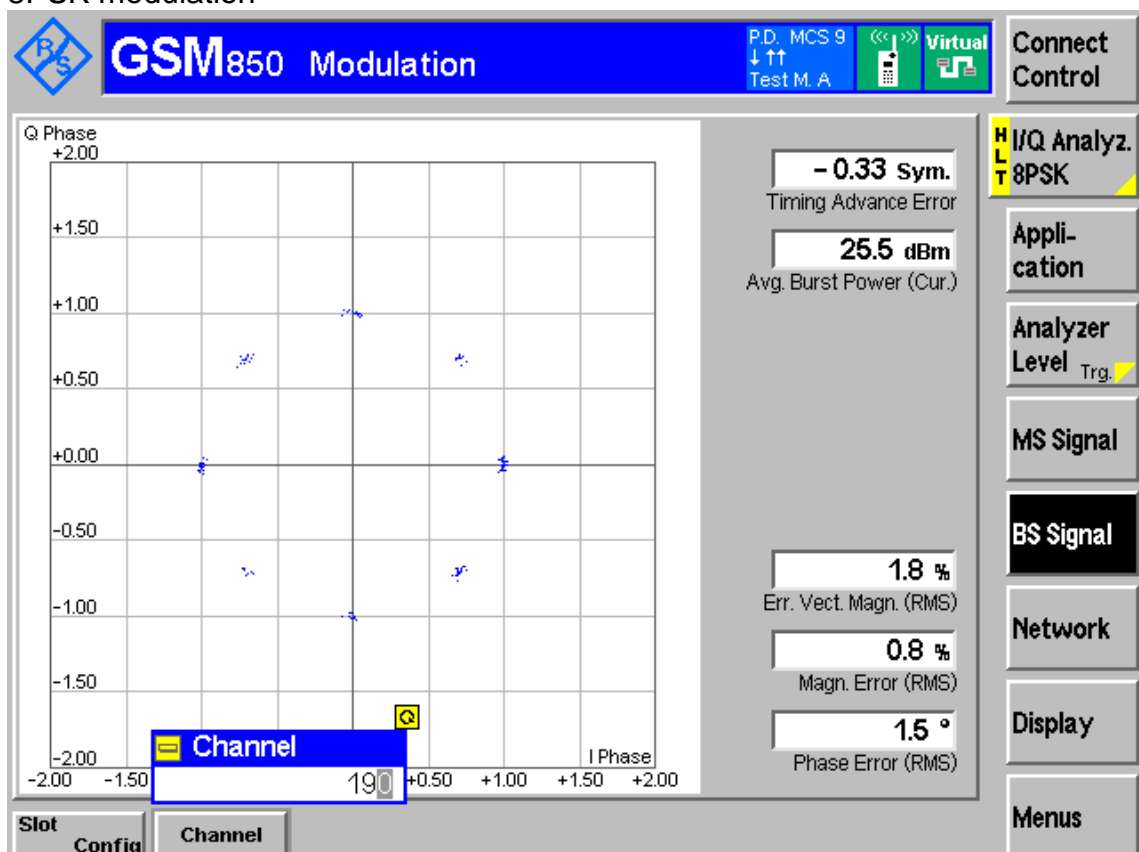 GSM850 Modulation
P.D. MCS 9
↓ ↑↑
Test M. A
Virtual
Connect
Control
Q Phase
+2.00
+1.50
+1.00
+0.50
+0.00
-0.50
-1.00
-1.50
-2.00
I Phase
-2.00 -1.50 +0.50 +1.00 +1.50 +2.00
Channel
190
Q
– 0.33 Sym.
Timing Advance Error
25.5 dBm
Avg. Burst Power (Cur.)
1.8 %
Err. Vect. Magn. (RMS)
0.8 %
Magn. Error (RMS)
1.5 °
Phase Error (RMS)
HLT
I/Q Analyz.
8PSK
Appli-
cation
Analyzer
Level Trg.
MS Signal
BS Signal
Network
Display
Menus
Slot
Config
Channel
R/S